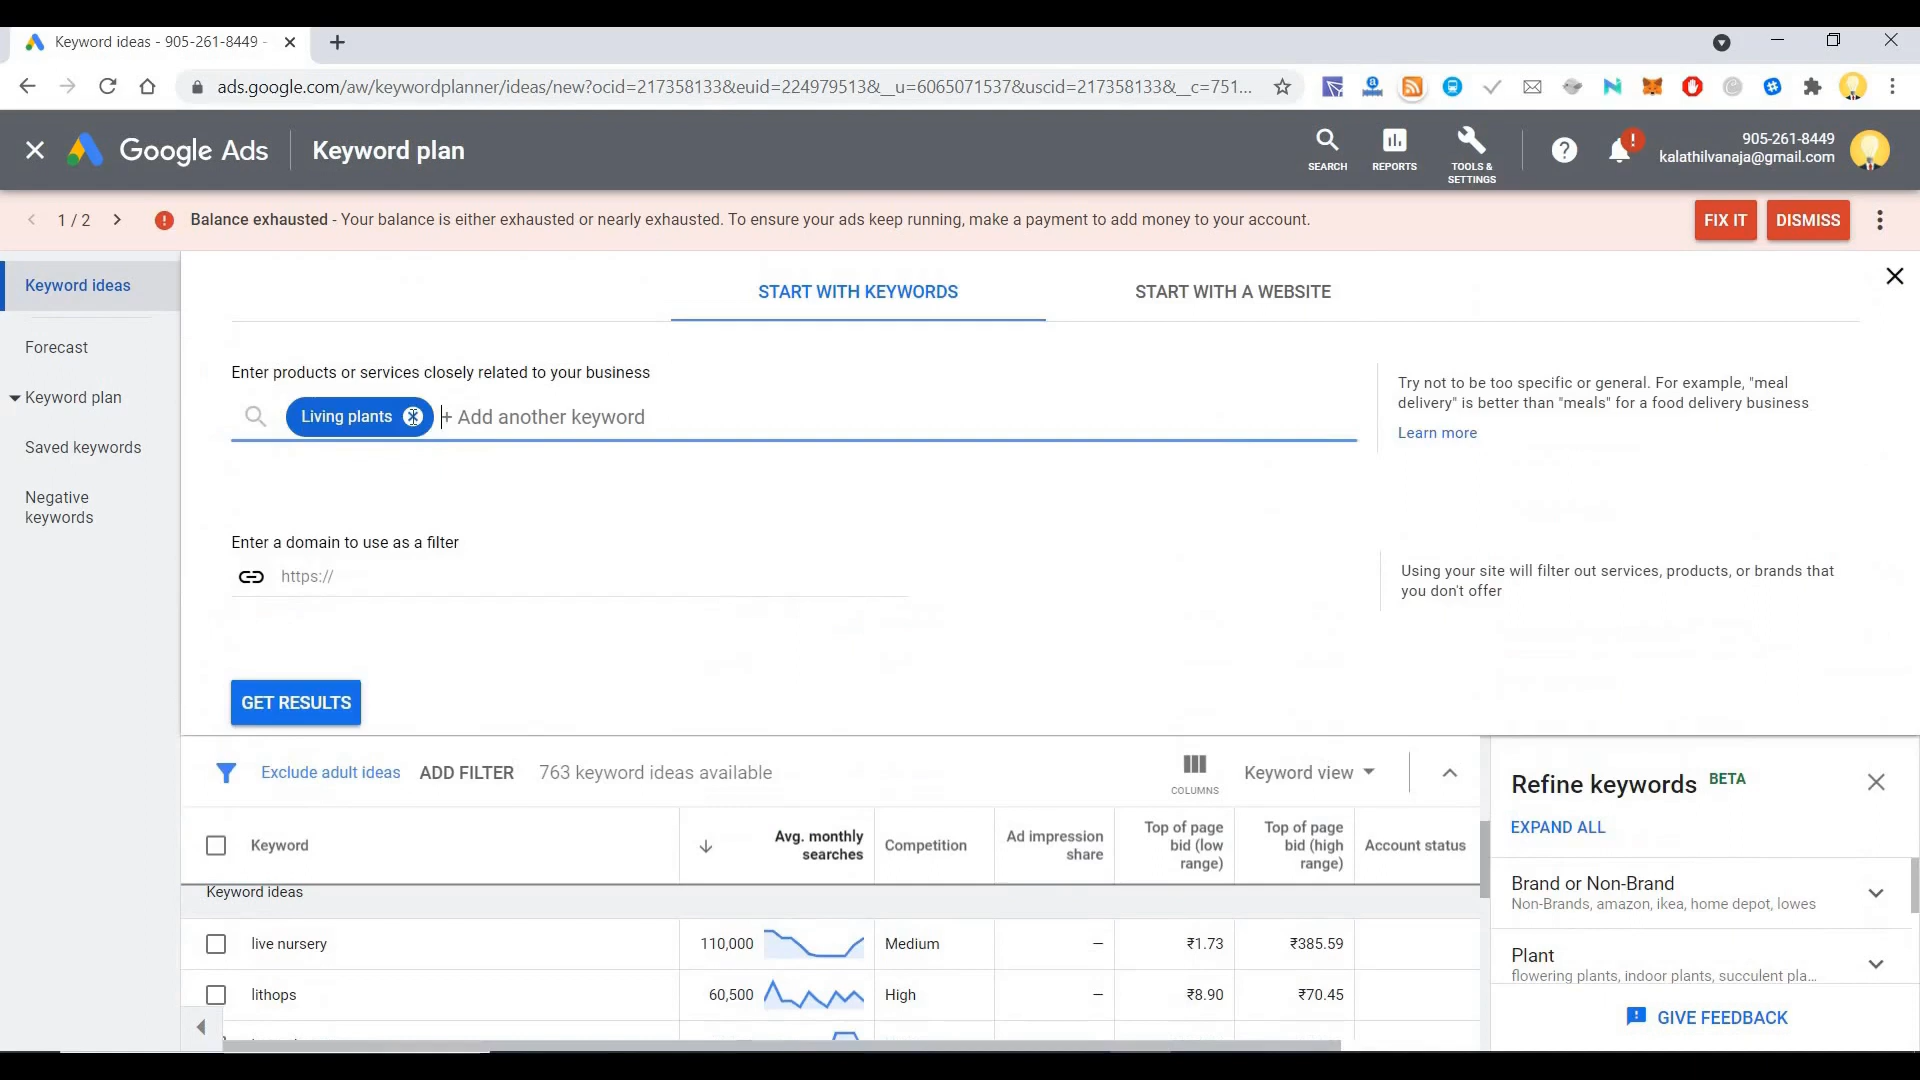 Keyword ideas - 905-261-8449 -
ads.google.com/aw/keywordplanner/ideas/new?ocid=217358133&euid=224979513&__u=6065071537&uscid=217358133&__c=751...
Google Ads
Keyword plan
SEARCH
REPORTS
TOOLS &
SETTINGS
905-261-8449
kalathilvanaja@gmail.com
1 / 2
Balance exhausted - Your balance is either exhausted or nearly exhausted. To ensure your ads keep running, make a payment to add money to your account.
FIX IT
DISMISS
Keyword ideas
Forecast
Keyword plan
Saved keywords
Negative
keywords
START WITH KEYWORDS
START WITH A WEBSITE
Enter products or services closely related to your business
Living plants
+ Add another keyword
Try not to be too specific or general. For example, "meal
delivery" is better than "meals" for a food delivery business
Learn more
Enter a domain to use as a filter
https://
Using your site will filter out services, products, or brands that
you don't offer
GET RESULTS
Exclude adult ideas
ADD FILTER
763 keyword ideas available
COLUMNS
Keyword view
Keyword
Avg. monthly
searches
Competition
Ad impression
share
Top of page
bid (low
range)
Top of page
bid (high
range)
Account status
Keyword ideas
live nursery
110,000
Medium
–
₹1.73
₹385.59
lithops
60,500
High
–
₹8.90
₹70.45
Refine keywords
BETA
EXPAND ALL
Brand or Non-Brand
Non-Brands, amazon, ikea, home depot, lowes
Plant
flowering plants, indoor plants, succulent pla...
GIVE FEEDBACK